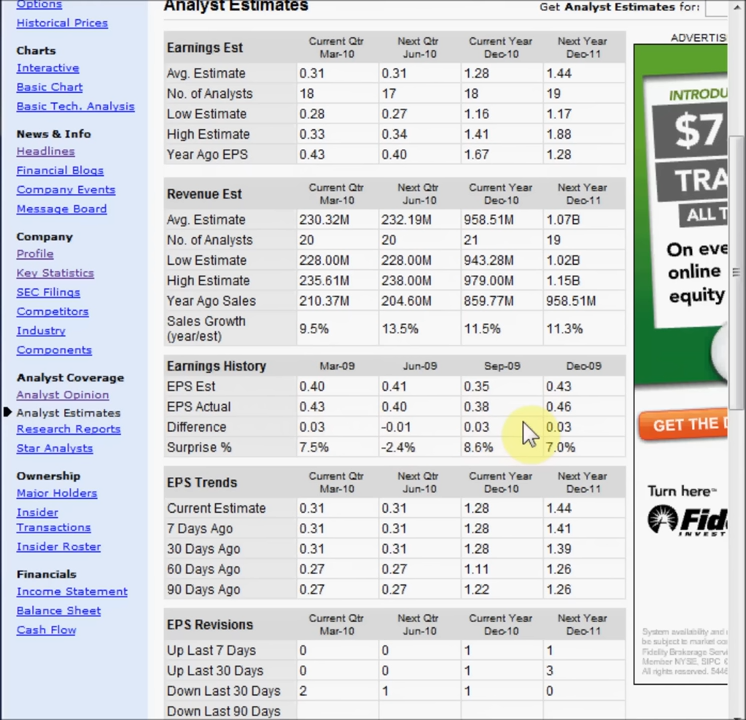 Options
Historical Prices
Charts
Interactive
Basic Chart
Basic Tech. Analysis
News & Info
Headlines
Financial Blogs
Company Events
Message Board
Company
Profile
Key Statistics
SEC Filings
Competitors
Industry
Components
Analyst Coverage
Analyst Opinion
Analyst Estimates
Research Reports
Star Analysts
Ownership
Major Holders
Insider
Transactions
Insider Roster
Financials
Income Statement
Balance Sheet
Cash Flow
Analyst Estimates
Get Analyst Estimates for:
Earnings Est Current Qtr Mar-10 Next Qtr Jun-10 Current Year Dec-10 Next Year Dec-11
Avg. Estimate 0.31 0.31 1.28 1.44
No. of Analysts 18 17 18 19
Low Estimate 0.28 0.27 1.16 1.17
High Estimate 0.33 0.34 1.41 1.88
Year Ago EPS 0.43 0.40 1.67 1.28
Revenue Est Current Qtr Mar-10 Next Qtr Jun-10 Current Year Dec-10 Next Year Dec-11
Avg. Estimate 230.32M 232.19M 958.51M 1.07B
No. of Analysts 20 20 21 19
Low Estimate 228.00M 228.00M 943.28M 1.02B
High Estimate 235.61M 238.00M 979.00M 1.15B
Year Ago Sales 210.37M 204.60M 859.77M 958.51M
Sales Growth (year/est) 9.5% 13.5% 11.5% 11.3%
Earnings History Mar-09 Jun-09 Sep-09 Dec-09
EPS Est 0.40 0.41 0.35 0.43
EPS Actual 0.43 0.40 0.38 0.46
Difference 0.03 -0.01 0.03 0.03
Surprise % 7.5% -2.4% 8.6% 7.0%
EPS Trends Current Qtr Mar-10 Next Qtr Jun-10 Current Year Dec-10 Next Year Dec-11
Current Estimate 0.31 0.31 1.28 1.44
7 Days Ago 0.31 0.31 1.28 1.41
30 Days Ago 0.31 0.31 1.28 1.39
60 Days Ago 0.27 0.27 1.11 1.26
90 Days Ago 0.27 0.27 1.22 1.26
EPS Revisions Current Qtr Mar-10 Next Qtr Jun-10 Current Year Dec-10 Next Year Dec-11
Up Last 7 Days 0 0 1 1
Up Last 30 Days 0 0 1 3
Down Last 30 Days 2 1 1 0
Down Last 90 Days
ADVERTIS
INTRODU
$7
TRA
ALL T
On eve
online
equity
GET THE
Turn here
Fid
INVEST
System availability and
be subject to market co
Fidelity Brokerage Serv
Member NYSE, SIPC
All rights reserved.